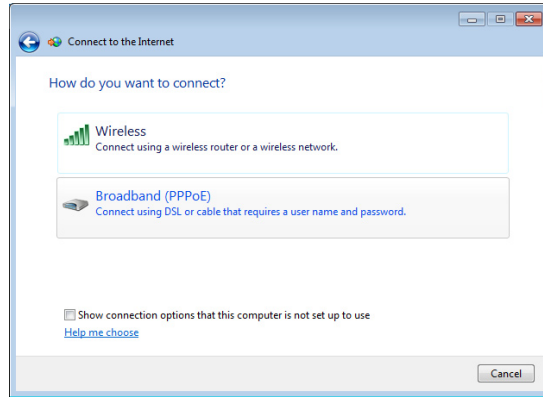 Connect to the Internet
How do you want to connect?
Wireless
Connect using a wireless router or a wireless network.
Broadband (PPPoE)
Connect using DSL or cable that requires a user name and password.
Show connection options that this computer is not set up to use
Help me choose
Cancel